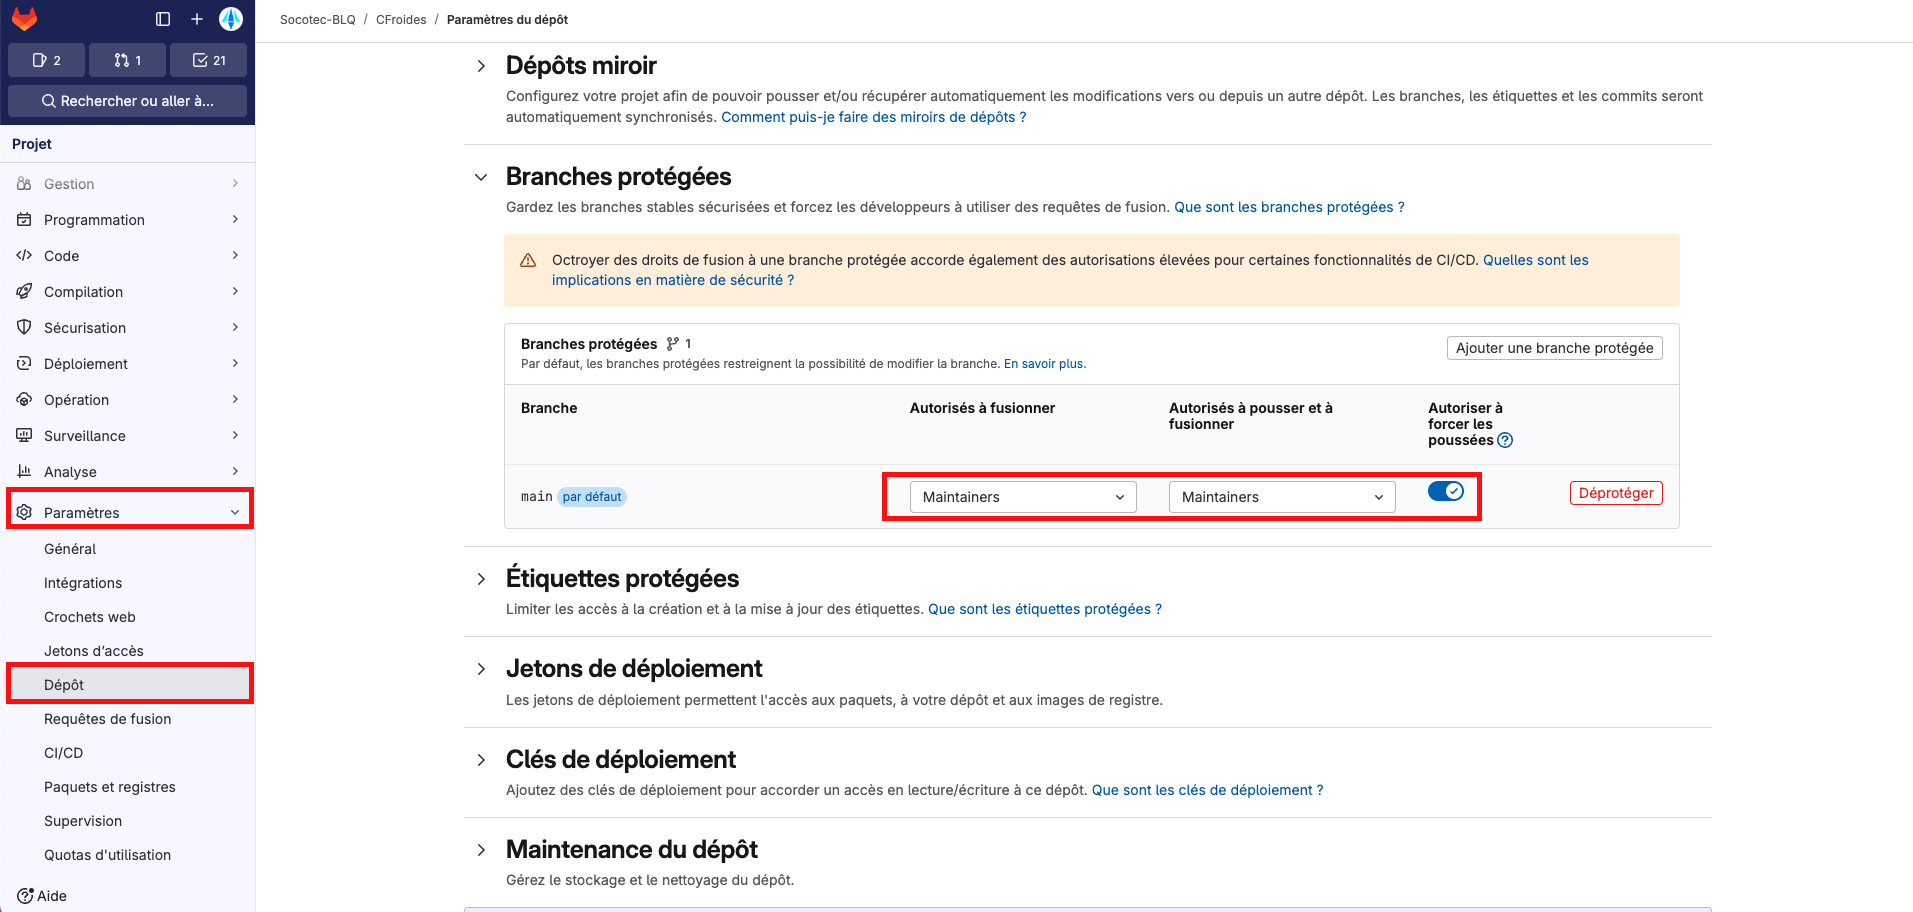 Socotec-BLQ / CFroides / Paramètres du dépôt
2
1
21
Rechercher ou aller à...
Projet
Gestion
Programmation
Code
Compilation
Sécurisation
Déploiement
Opération
Surveillance
Analyse
Paramètres
Général
Intégrations
Crochets web
Jetons d’accès
Dépôt
Requêtes de fusion
CI/CD
Paquets et registres
Supervision
Quotas d'utilisation
Aide
Dépôts miroir
Configurez votre projet afin de pouvoir pousser et/ou récupérer automatiquement les modifications vers ou depuis un autre dépôt. Les branches, les étiquettes et les commits seront
automatiquement synchronisés. Comment puis-je faire des miroirs de dépôts ?
Branches protégées
Gardez les branches stables sécurisées et forcez les développeurs à utiliser des requêtes de fusion. Que sont les branches protégées ?
Octroyer des droits de fusion à une branche protégée accorde également des autorisations élevées pour certaines fonctionnalités de CI/CD. Quelles sont les
implications en matière de sécurité ?
Branches protégées 1
Ajouter une branche protégée
Par défaut, les branches protégées restreignent la possibilité de modifier la branche. En savoir plus.
Branche
Autorisés à fusionner
Autorisés à pousser et à
fusionner
Autoriser à
forcer les
poussées
main par défaut
Maintainers
Maintainers
Déprotéger
Étiquettes protégées
Limiter les accès à la création et à la mise à jour des étiquettes. Que sont les étiquettes protégées ?
Jetons de déploiement
Les jetons de déploiement permettent l'accès aux paquets, à votre dépôt et aux images de registre.
Clés de déploiement
Ajoutez des clés de déploiement pour accorder un accès en lecture/écriture à ce dépôt. Que sont les clés de déploiement ?
Maintenance du dépôt
Gérez le stockage et le nettoyage du dépôt.